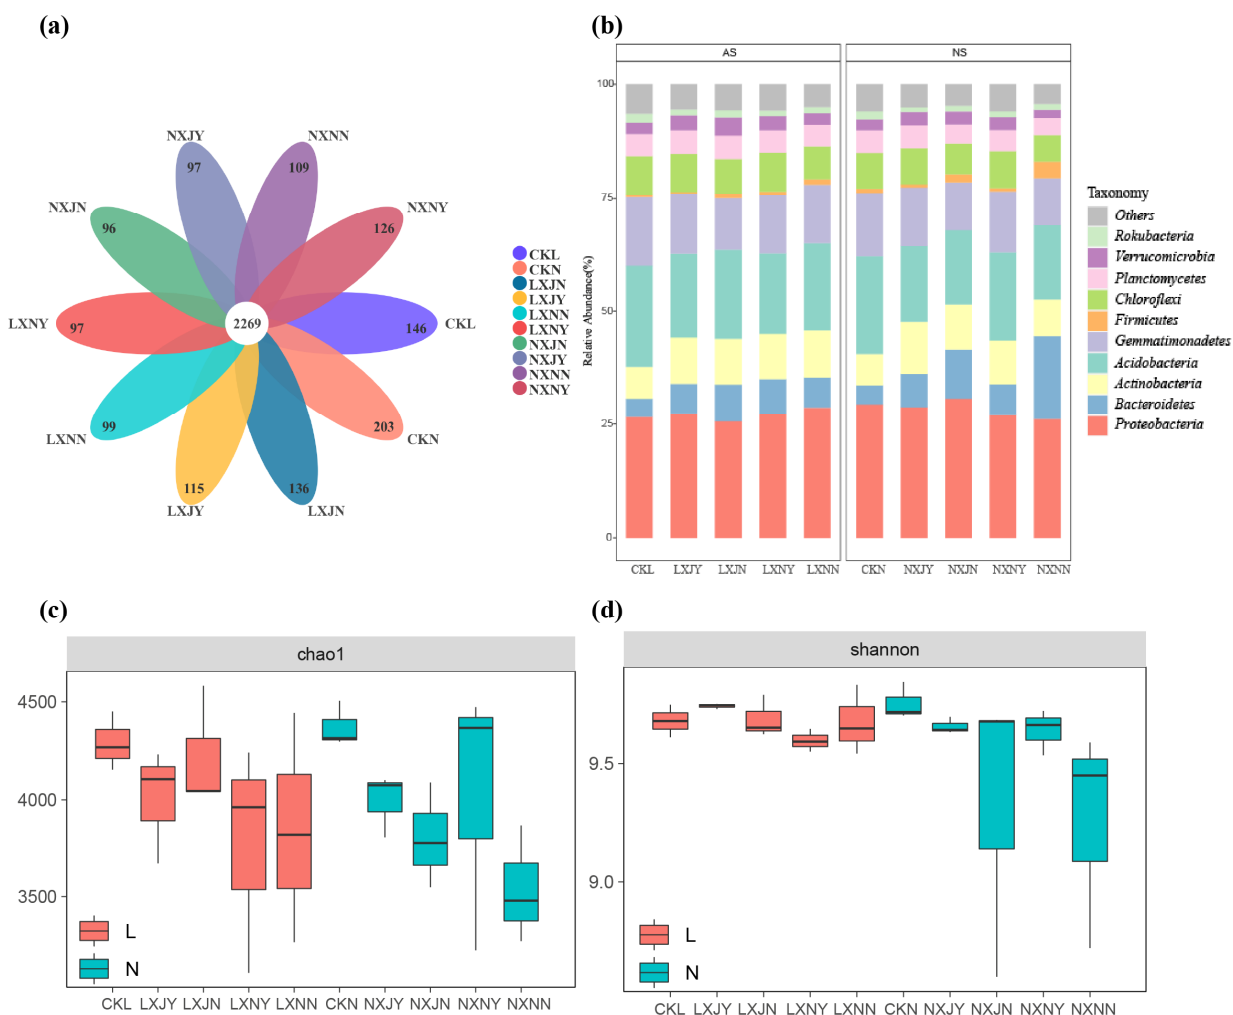 (a)
NXJY
NXNN
97
109
NXJN
NXNY
96
126
LXNY
97
2269
146
CKL
LXNN
99
203
CKN
115
136
LXJY
LXJN
CKL
CKN
LXJN
LXJY
LXNN
LXNY
NXJN
NXJY
NXNN
NXNY
(b)
AS
NS
Relative Abundance(%)
100
75
50
25
0
CKL LXJY LXJN LXNY LXNN CKN NXJY NXJN NXNY NXNN
Taxonomy
Others
Rokubacteria
Verrucomicrobia
Planctomycetes
Chloroflexi
Firmicutes
Gemmatimonadetes
Acidobacteria
Actinobacteria
Bacteroidetes
Proteobacteria
(c)
chao1
4500
4000
3500
L
N
CKL LXJY LXJN LXNY LXNN CKN NXJY NXJN NXNY NXNN
(d)
shannon
9.5
9.0
L
N
CKL LXJY LXJN LXNY LXNN CKN NXJY NXJN NXNY NXNN